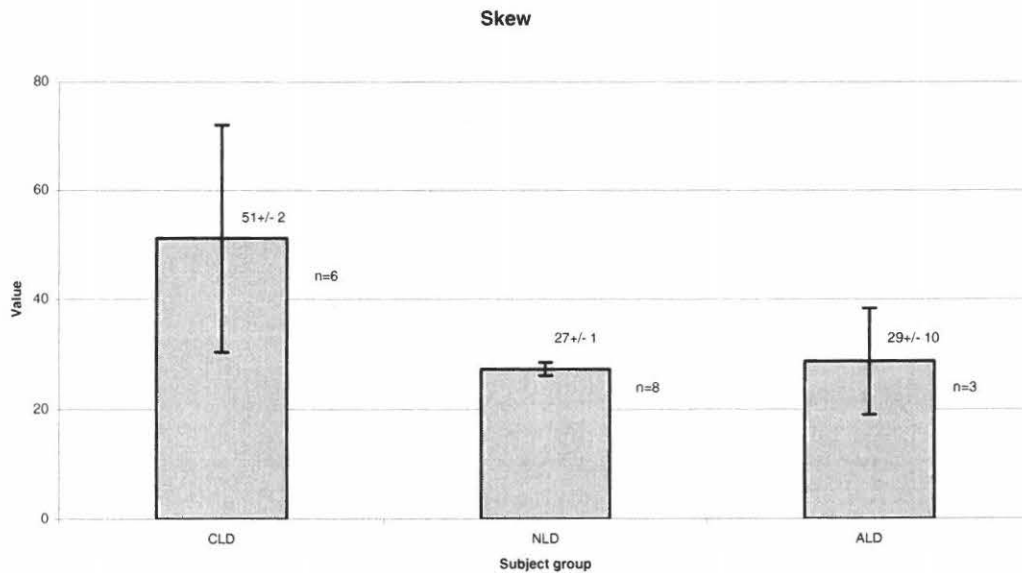 Skew
80
60
40
20
0
Value
51+/- 2
n=6
27+/- 1
n=8
29+/- 10
n=3
CLD
NLD
ALD
Subject group